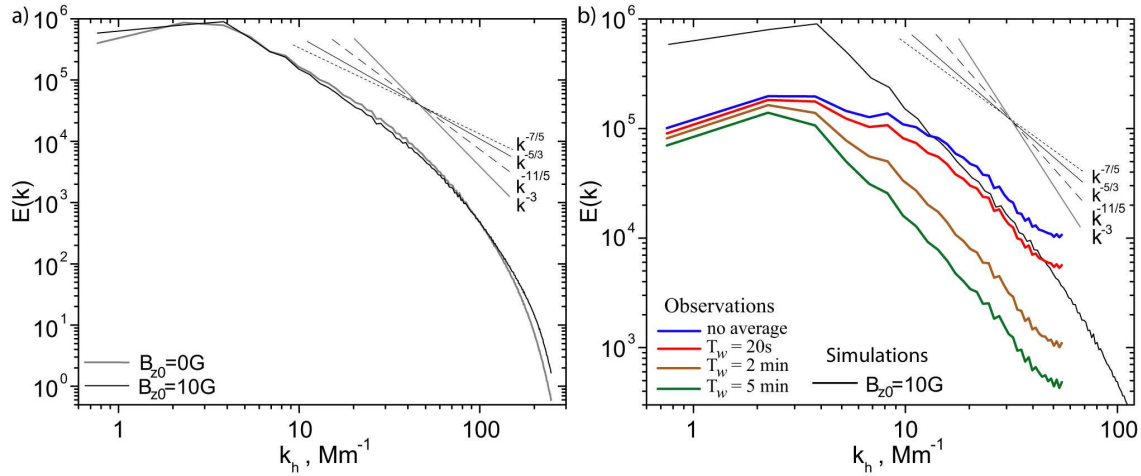 a)
E(k)
10^6
10^5
10^4
10^3
10^2
10^1
10^0
k^-7/5
k^-5/3
k^-11/5
k^-3
B_z0=0G
B_z0=10G
1 10 100
k_h , Mm^-1
b)
E(k)
10^6
10^5
10^4
10^3
k^-7/5
k^-5/3
k^-11/5
k^-3
Observations
no average
T_w = 20s
T_w = 2 min
T_w = 5 min
Simulations
B_z0=10G
1 10 100
k_h , Mm^-1